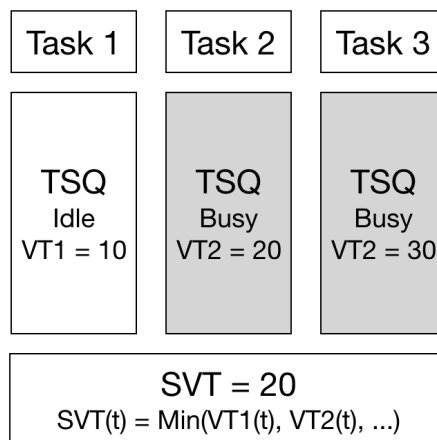 Task 1
Task 2
Task 3
TSQ
Idle
VT1 = 10
TSQ
Busy
VT2 = 20
TSQ
Busy
VT2 = 30
SVT = 20
SVT(t) = Min(VT1(t), VT2(t), ...)